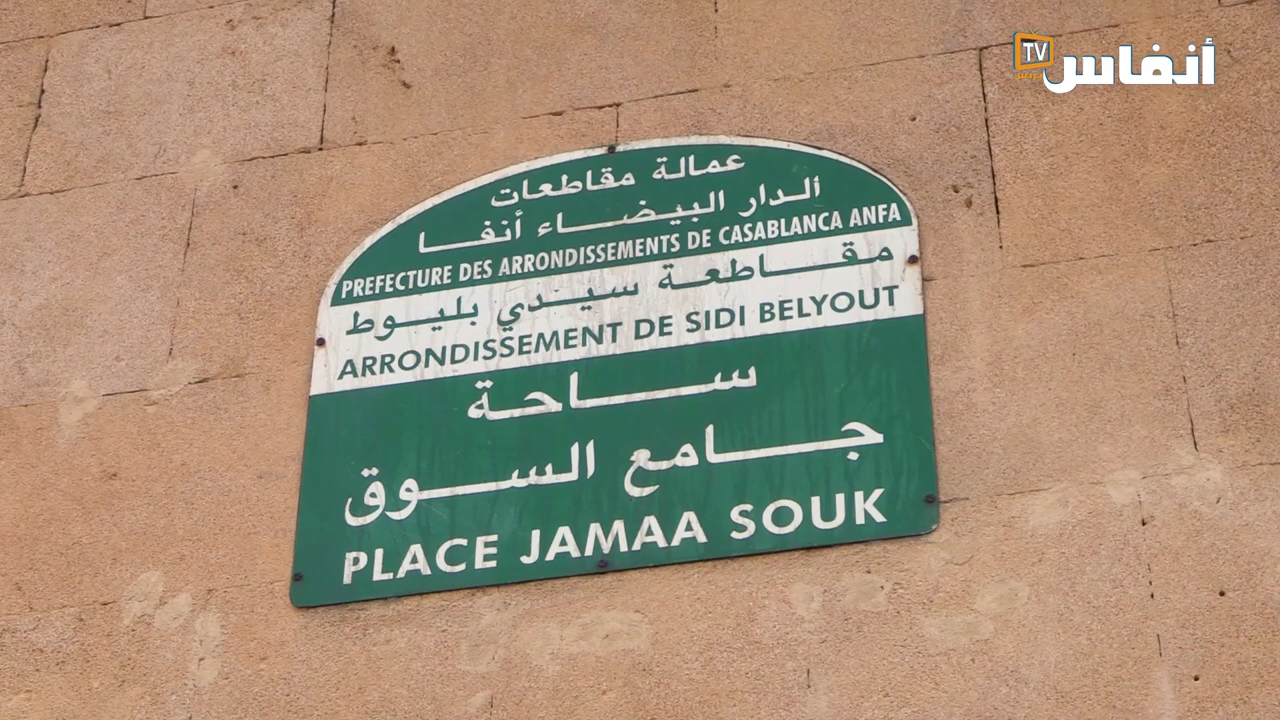 أنفاس
TV
بريس
عمالة مقاطعات
الدار البيضاء أنفا
PREFECTURE DES ARRONDISSEMENTS DE CASABLANCA ANFA
مقاطعة سيدي بليوط
ARRONDISSEMENT DE SIDI BELYOUT
ساحة
جامع السوق
PLACE JAMAA SOUK